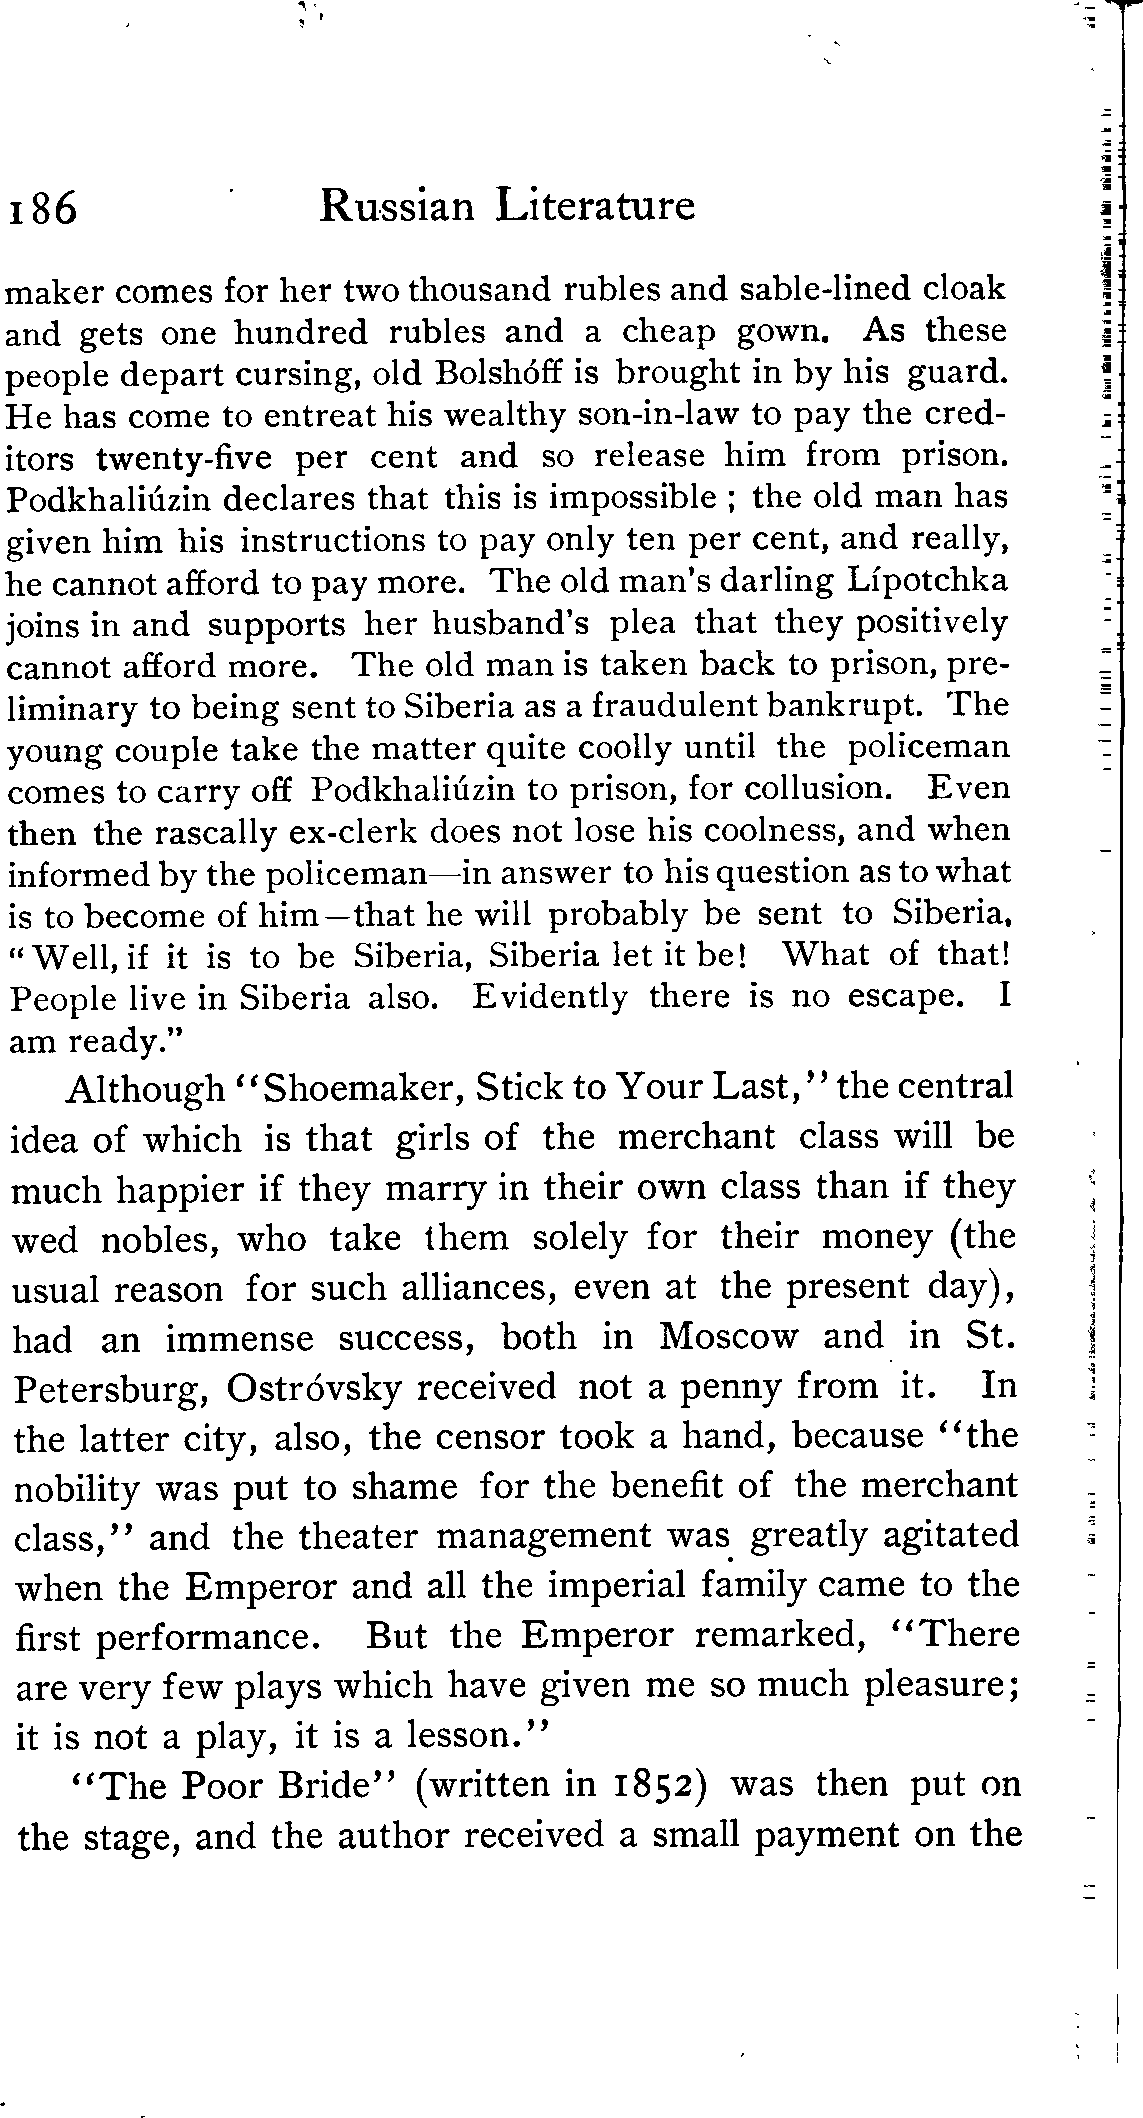 186 Russian Literature
maker comes for her two thousand rubles and sable-lined cloak
and gets one hundred rubles and a cheap gown. As these
people depart cursing, old Bolshóff is brought in by his guard.
He has come to entreat his wealthy son-in-law to pay the cred-
itors twenty-five per cent and so release him from prison.
Podkhaliúzin declares that this is impossible ; the old man has
given him his instructions to pay only ten per cent, and really,
he cannot afford to pay more. The old man's darling Lípotchka
joins in and supports her husband's plea that they positively
cannot afford more. The old man is taken back to prison, pre-
liminary to being sent to Siberia as a fraudulent bankrupt. The
young couple take the matter quite coolly until the policeman
comes to carry off Podkhaliúzin to prison, for collusion. Even
then the rascally ex-clerk does not lose his coolness, and when
informed by the policeman—in answer to his question as to what
is to become of him—that he will probably be sent to Siberia,
"Well, if it is to be Siberia, Siberia let it be! What of that!
People live in Siberia also. Evidently there is no escape. I
am ready."
Although "Shoemaker, Stick to Your Last," the central
idea of which is that girls of the merchant class will be
much happier if they marry in their own class than if they
wed nobles, who take them solely for their money (the
usual reason for such alliances, even at the present day),
had an immense success, both in Moscow and in St.
Petersburg, Ostróvsky received not a penny from it. In
the latter city, also, the censor took a hand, because "the
nobility was put to shame for the benefit of the merchant
class," and the theater management was greatly agitated
when the Emperor and all the imperial family came to the
first performance. But the Emperor remarked, "There
are very few plays which have given me so much pleasure;
it is not a play, it is a lesson."
"The Poor Bride" (written in 1852) was then put on
the stage, and the author received a small payment on the